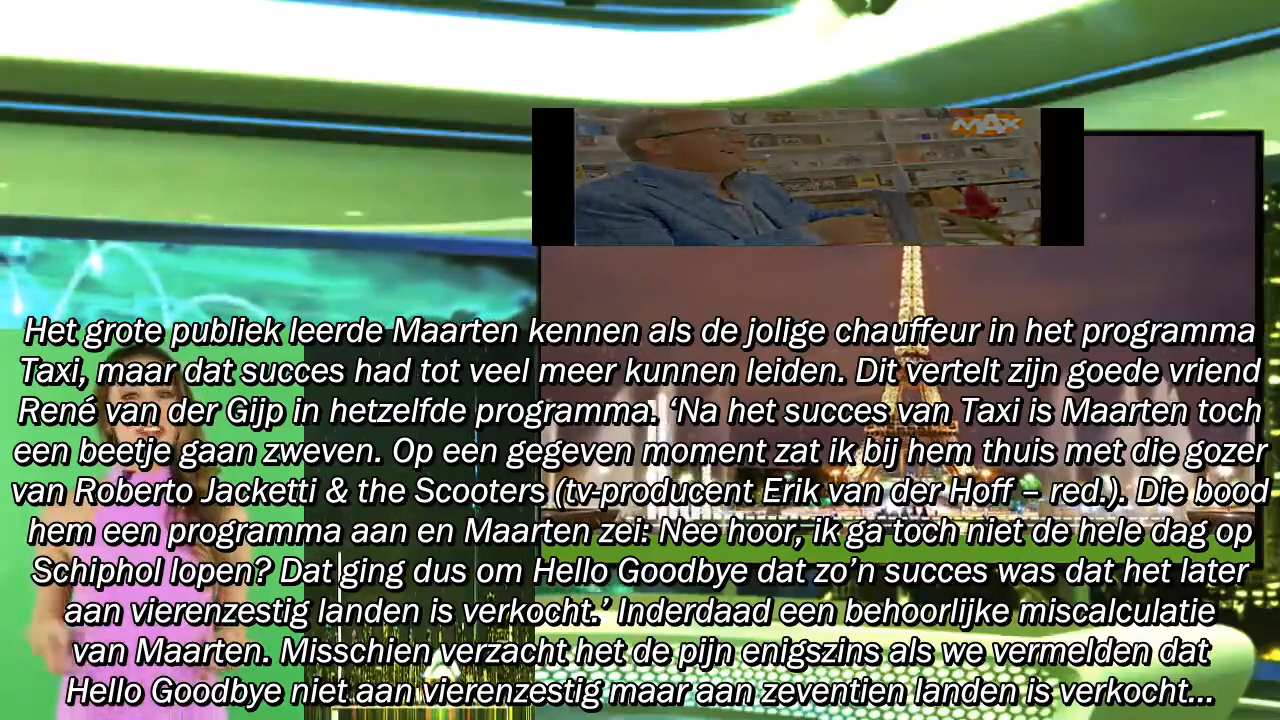 MAX
Het grote publiek leerde Maarten kennen als de jolige chauffeur in het programma
Taxi, maar dat succes had tot veel meer kunnen leiden. Dit vertelt zijn goede vriend
René van der Gijp in hetzelfde programma. ‘Na het succes van Taxi is Maarten toch
een beetje gaan zweven. Op een gegeven moment zat ik bij hem thuis met die gozer
van Roberto Jacketti & the Scooters (tv-producent Erik van der Hoff – red.). Die bood
hem een programma aan en Maarten zei: Nee hoor, ik ga toch niet de hele dag op
Schiphol lopen? Dat ging dus om Hello Goodbye dat zo’n succes was dat het later
aan vierenzestig landen is verkocht.’ Inderdaad een behoorlijke miscalculatie
van Maarten. Misschien verzacht het de pijn enigszins als we vermelden dat
Hello Goodbye niet aan vierenzestig maar aan zeventien landen is verkocht...